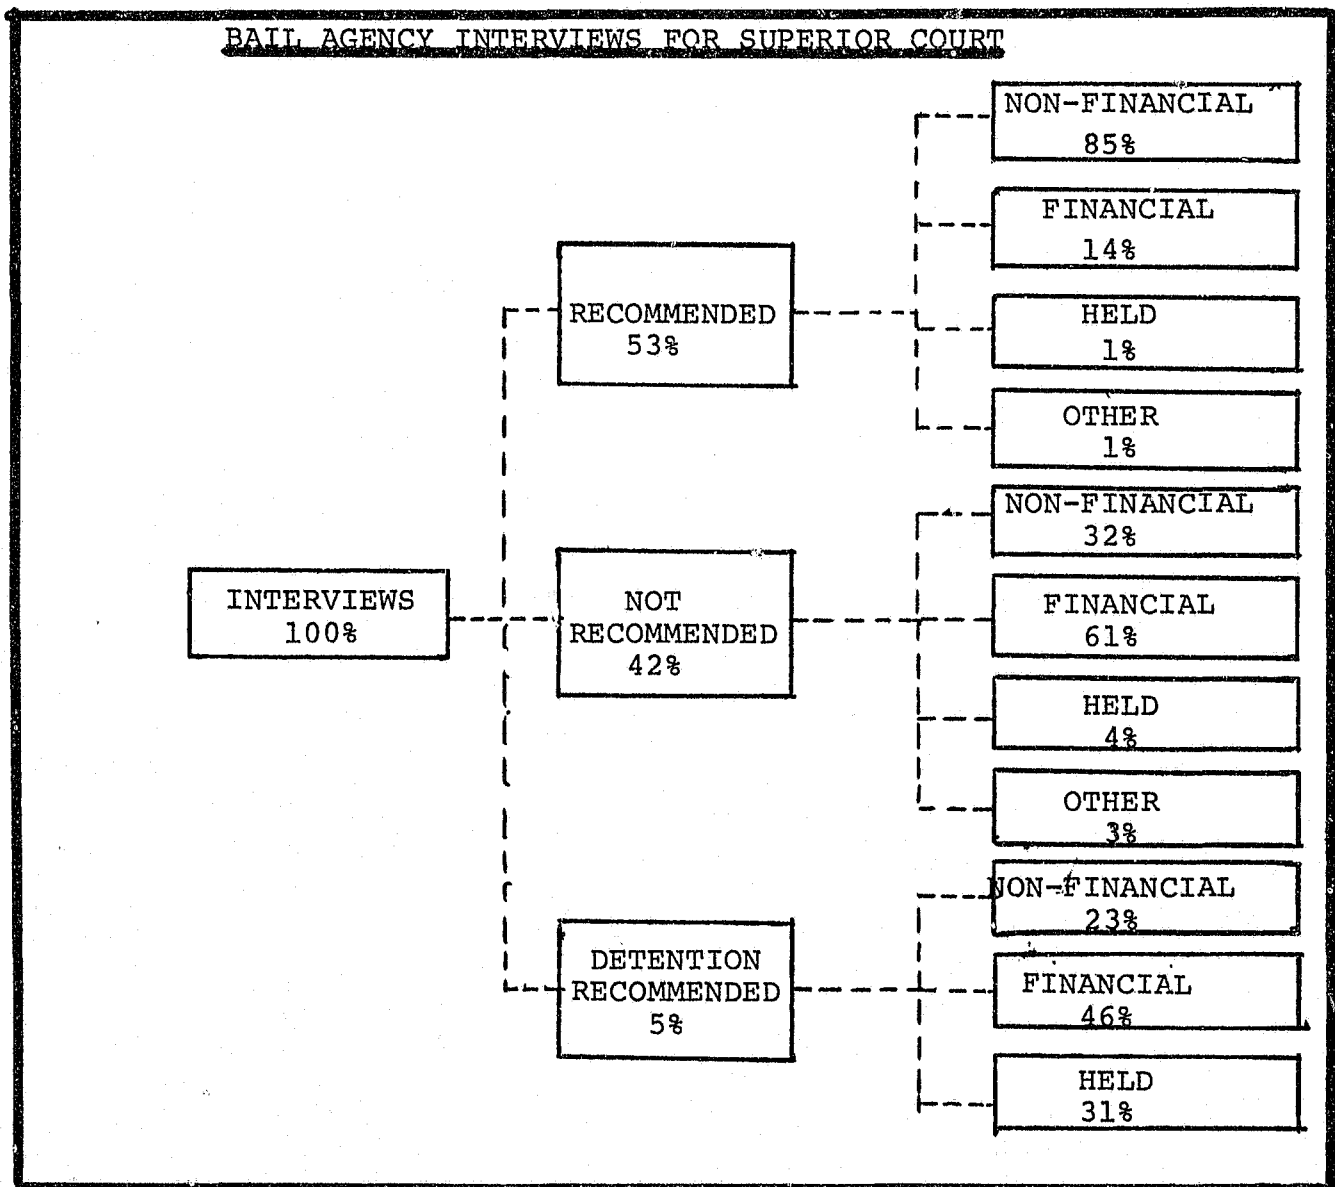 BAIL AGENCY INTERVIEWS FOR SUPERIOR COURT
INTERVIEWS
100%
RECOMMENDED
53%
NON-FINANCIAL
85%
FINANCIAL
14%
HELD
1%
OTHER
1%
NOT
RECOMMENDED
42%
NON-FINANCIAL
32%
FINANCIAL
61%
HELD
4%
OTHER
3%
DETENTION
RECOMMENDED
5%
NON-FINANCIAL
23%
FINANCIAL
46%
HELD
31%